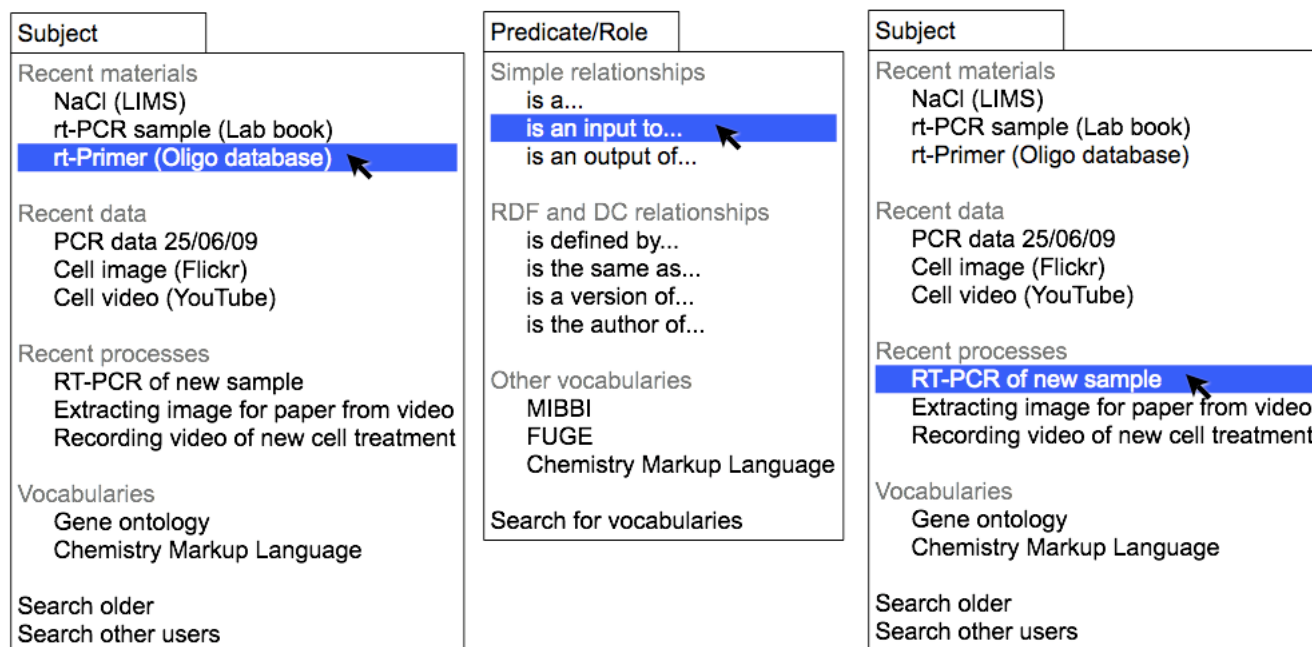 Subject
Recent materials
NaCl (LIMS)
rt-PCR sample (Lab book)
rt-Primer (Oligo database)
Recent data
PCR data 25/06/09
Cell image (Flickr)
Cell video (YouTube)
Recent processes
RT-PCR of new sample
Extracting image for paper from video
Recording video of new cell treatment
Vocabularies
Gene ontology
Chemistry Markup Language
Search older
Search other users
Predicate/Role
Simple relationships
is a...
is an input to...
is an output of...
RDF and DC relationships
is defined by...
is the same as...
is a version of...
is the author of...
Other vocabularies
MIBBI
FUGE
Chemistry Markup Language
Search for vocabularies
Subject
Recent materials
NaCl (LIMS)
rt-PCR sample (Lab book)
rt-Primer (Oligo database)
Recent data
PCR data 25/06/09
Cell image (Flickr)
Cell video (YouTube)
Recent processes
RT-PCR of new sample
Extracting image for paper from video
Recording video of new cell treatment
Vocabularies
Gene ontology
Chemistry Markup Language
Search older
Search other users